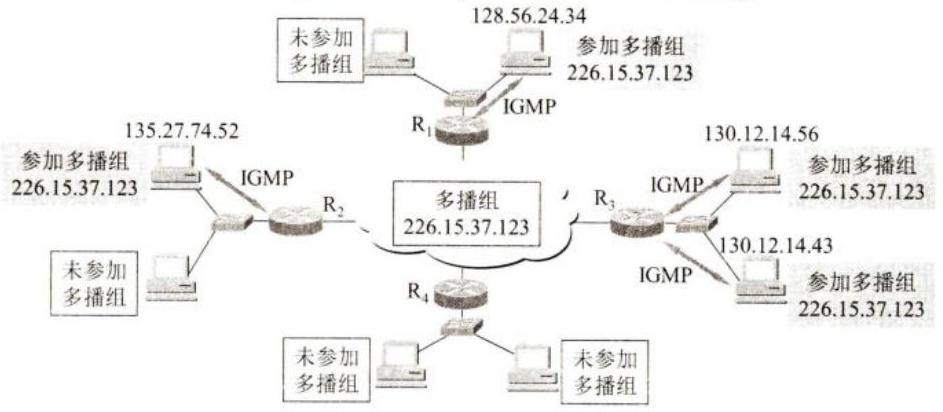 128.56.24.34
未参加
多播组
参加多播组
226.15.37.123
IGMP
R1
135.27.74.52
参加多播组
226.15.37.123
IGMP
R2
未参加
多播组
多播组
226.15.37.123
130.12.14.56
R3
IGMP
参加多播组
226.15.37.123
130.12.14.43
IGMP
参加多播组
226.15.37.123
R4
未参加
多播组
未参加
多播组